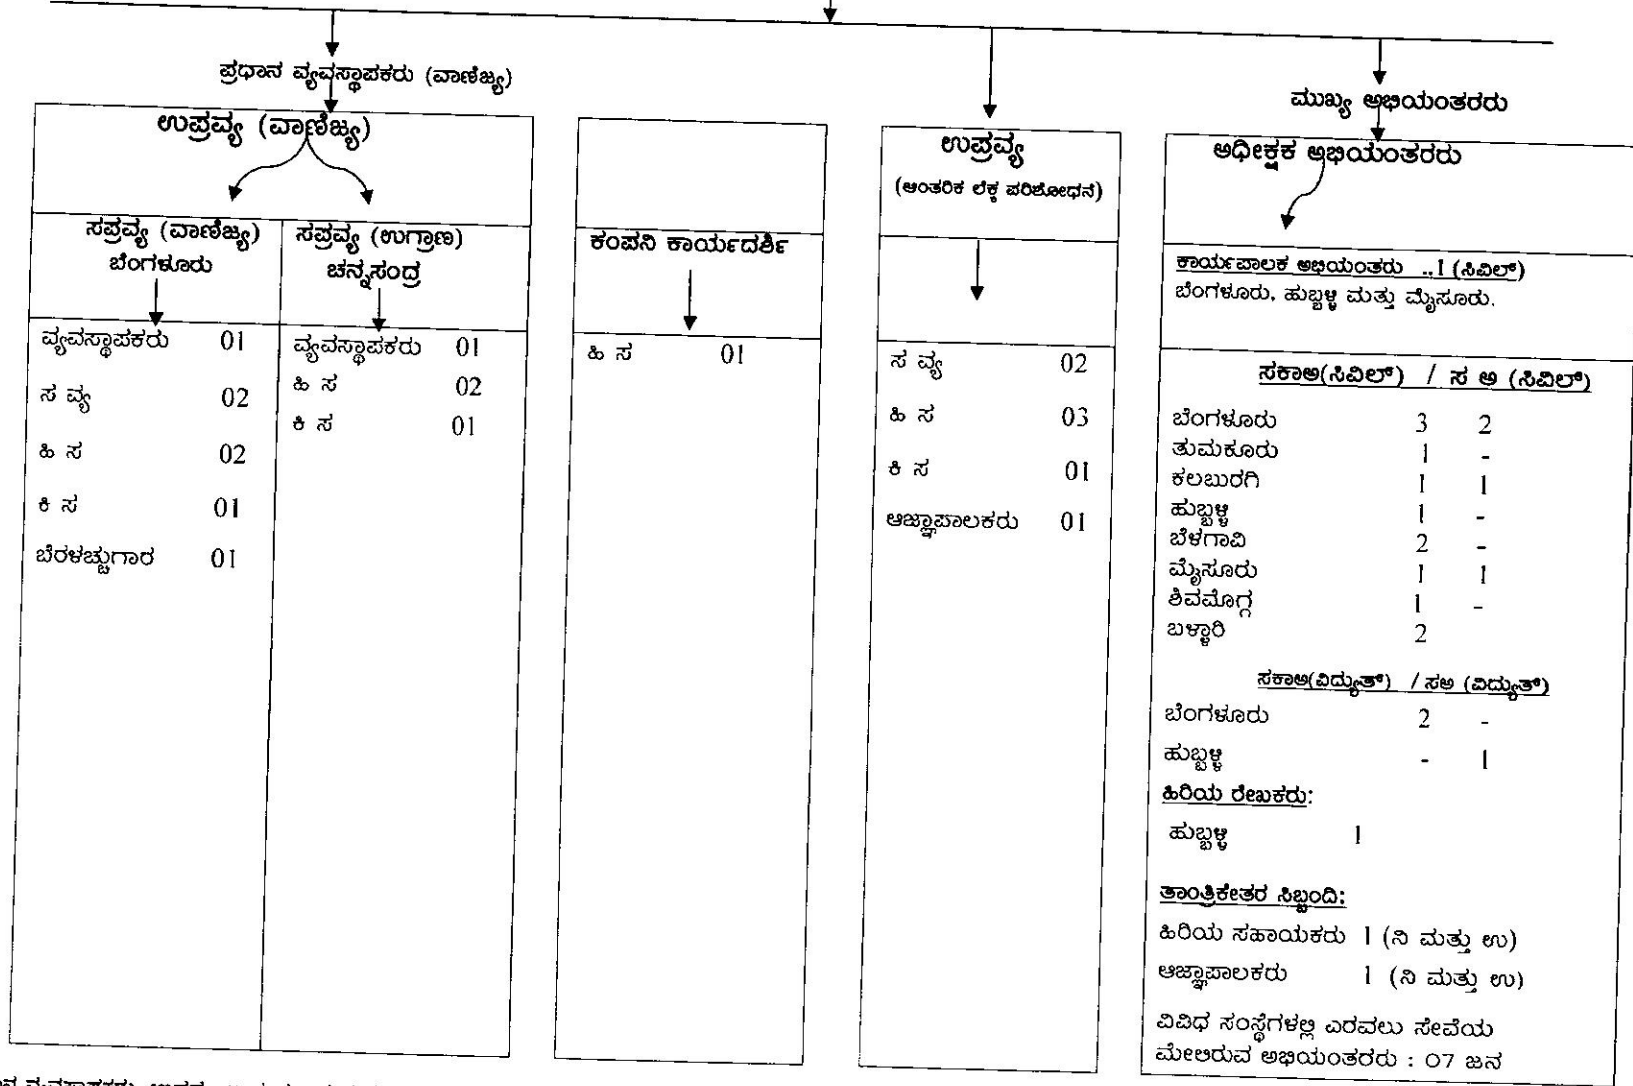 ಪ್ರಧಾನ ವ್ಯವಸ್ಥಾಪಕರು (ವಾಣಿಜ್ಯ)
ಉಪ್ರವ್ಯ (ವಾಣಿಜ್ಯ)
ಸಪ್ರವ್ಯ (ವಾಣಿಜ್ಯ)
ಬೆಂಗಳೂರು
ವ್ಯವಸ್ಥಾಪಕರು 01
ಸ ವ್ಯ 02
ಹಿ ಸ 02
ಕಿ ಸ 01
ಬೆರಳಚ್ಚುಗಾರ 01
ಸಪ್ರವ್ಯ (ಉಗ್ರಾಣ)
ಚನ್ನಸಂದ್ರ
ವ್ಯವಸ್ಥಾಪಕರು 01
ಹಿ ಸ 02
ಕಿ ಸ 01
ಕಂಪನಿ ಕಾರ್ಯದರ್ಶಿ
ಹಿ ಸ 01
ಉಪ್ರವ್ಯ
(ಆಂತರಿಕ ಲೆಕ್ಕ ಪರಿಶೋಧನೆ)
ಸ ವ್ಯ 02
ಹಿ ಸ 03
ಕಿ ಸ 01
ಆಜ್ಞಾಪಾಲಕರು 01
ಮುಖ್ಯ ಅಭಿಯಂತರರು
ಅಧೀಕ್ಷಕ ಅಭಿಯಂತರರು
ಕಾರ್ಯಪಾಲಕ ಅಭಿಯಂತರು ..1 (ಸಿವಿಲ್)
ಬೆಂಗಳೂರು, ಹುಬ್ಬಳ್ಳಿ ಮತ್ತು ಮೈಸೂರು.
ಸಕಾಅ(ಸಿವಿಲ್) / ಸ ಅ (ಸಿವಿಲ್)
ಬೆಂಗಳೂರು 3 2
ತುಮಕೂರು 1 -
ಕಲಬುರಗಿ 1 1
ಹುಬ್ಬಳ್ಳಿ 1 -
ಬೆಳಗಾವಿ 2 -
ಮೈಸೂರು 1 1
ಶಿವಮೊಗ್ಗ 1 -
ಬಳ್ಳಾರಿ 2
ಸಕಾಅ(ವಿದ್ಯುತ್) / ಸಅ (ವಿದ್ಯುತ್)
ಬೆಂಗಳೂರು 2 -
ಹುಬ್ಬಳ್ಳಿ - 1
ಹಿರಿಯ ರೇಖಕರು:
ಹುಬ್ಬಳ್ಳಿ 1
ತಾಂತ್ರಿಕೇತರ ಸಿಬ್ಬಂದಿ:
ಹಿರಿಯ ಸಹಾಯಕರು 1 (ನಿ ಮತ್ತು ಉ)
ಆಜ್ಞಾಪಾಲಕರು 1 (ನಿ ಮತ್ತು ಉ)
ವಿವಿಧ ಸಂಸ್ಥೆಗಳಲ್ಲಿ ಎರವಲು ಸೇವೆಯ
ಮೇಲಿರುವ ಅಭಿಯಂತರರು : 07 ಜನ